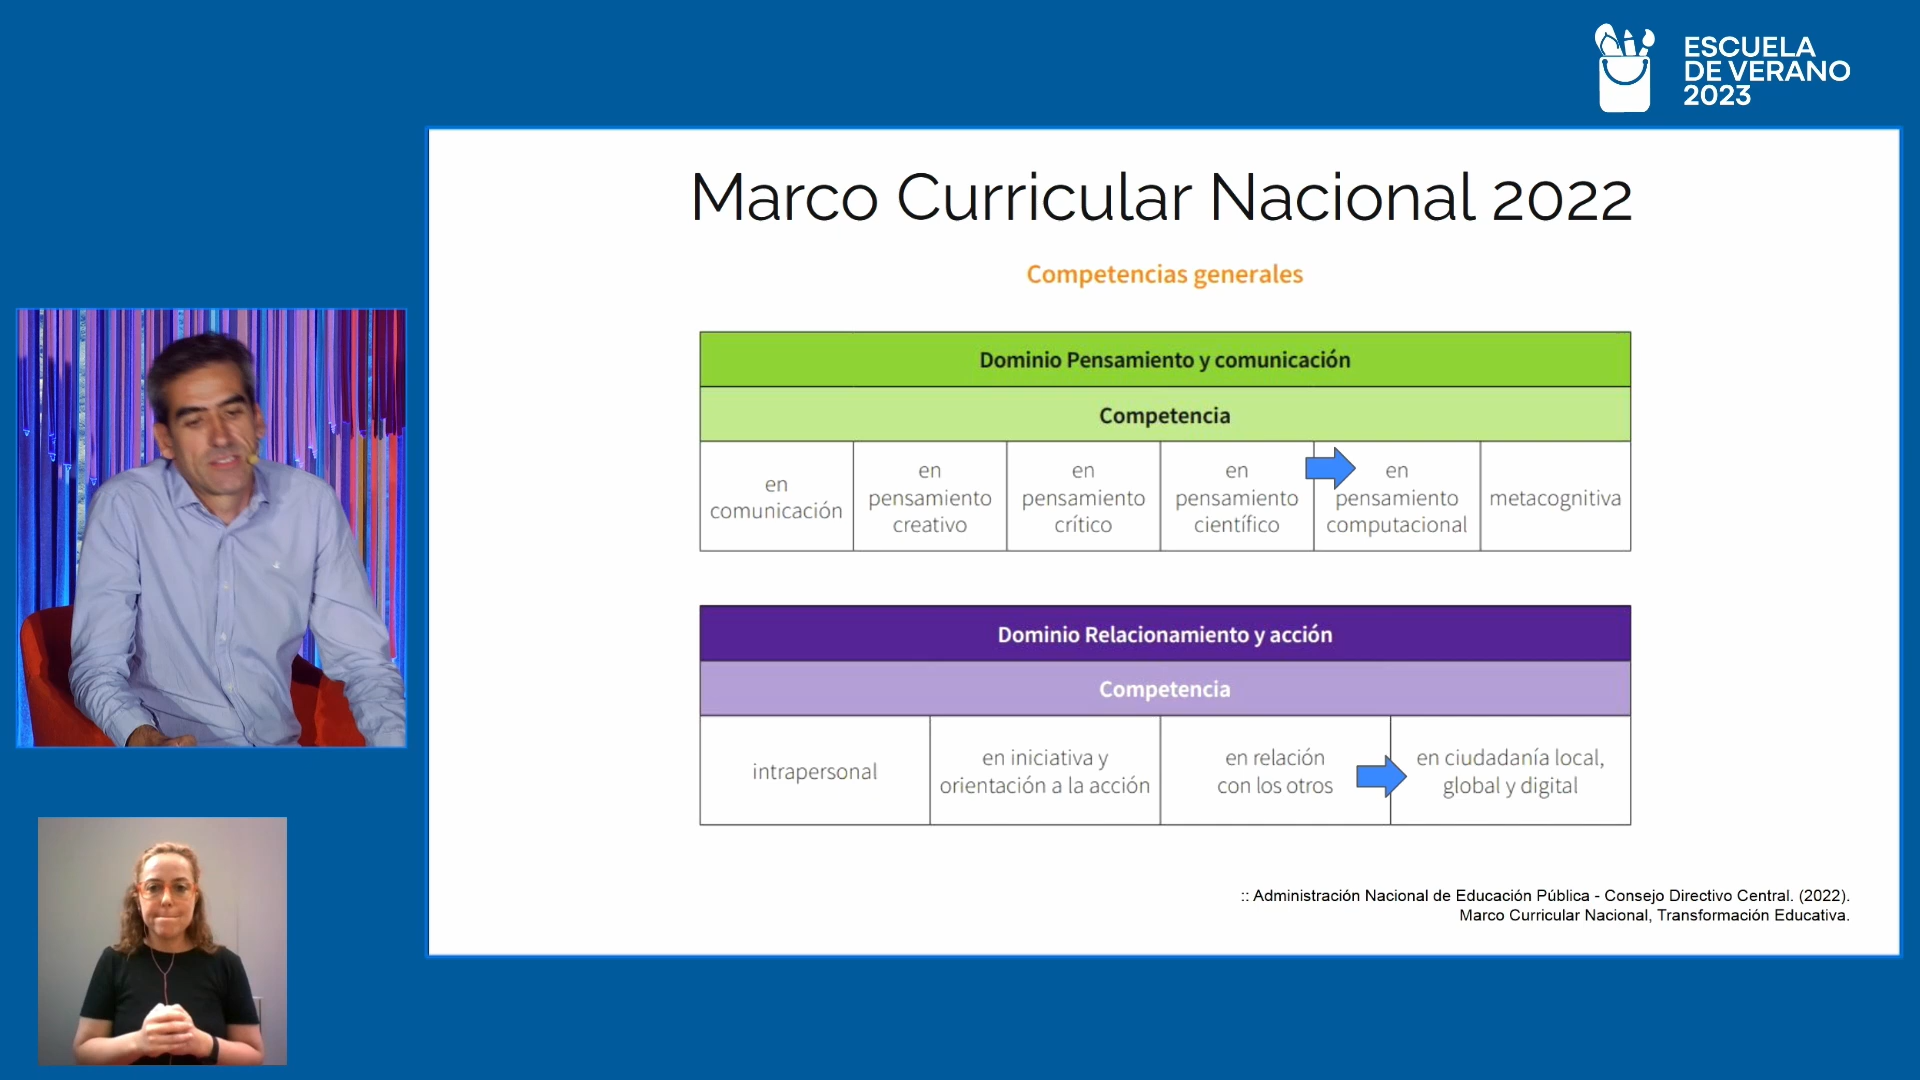 ESCUELA
DE VERANO
2023
Marco Curricular Nacional 2022
Competencias generales
Dominio Pensamiento y comunicación
Competencia
en
comunicación
en
pensamiento
creativo
en
pensamiento
crítico
en
pensamiento
científico
en
pensamiento
computacional
metacognitiva
Dominio Relacionamiento y acción
Competencia
intrapersonal
en iniciativa y
orientación a la acción
en relación
con los otros
en ciudadanía local,
global y digital
:: Administración Nacional de Educación Pública - Consejo Directivo Central. (2022).
Marco Curricular Nacional, Transformación Educativa.